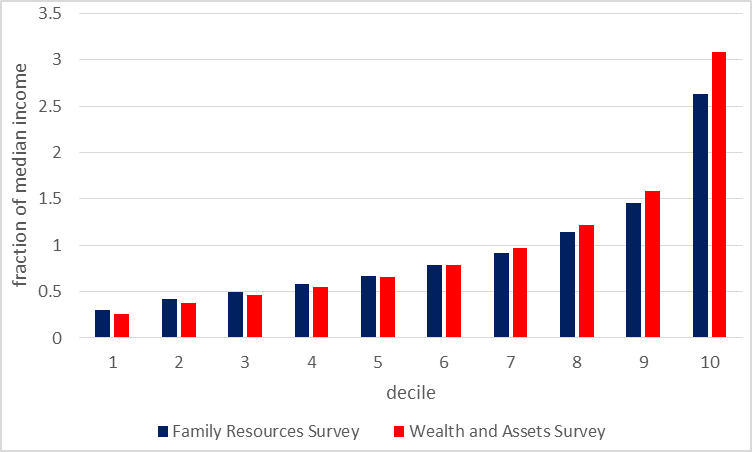 3.5
3
2.5
2
1.5
1
0.5
0
fraction of median income
1 2 3 4 5 6 7 8 9 10
decile
Family Resources Survey Wealth and Assets Survey